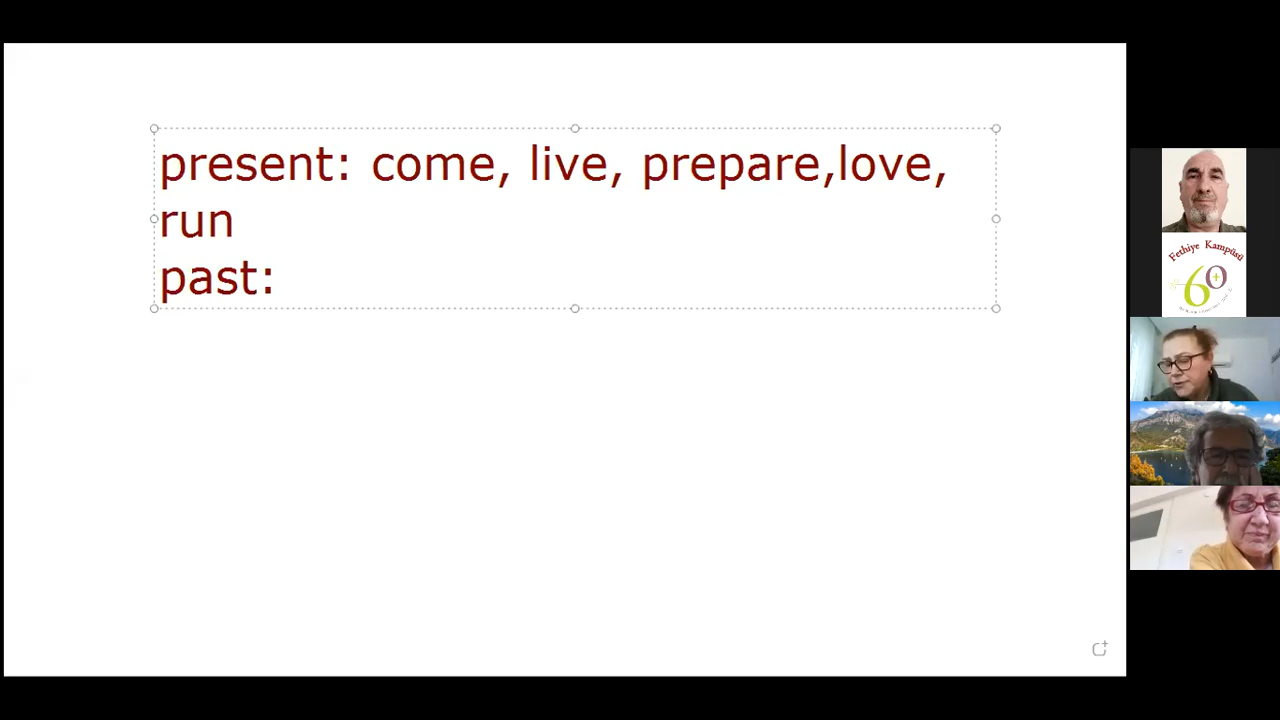 present: come, live, prepare,love,
run
past:
Fethiye Kampüsü
60+